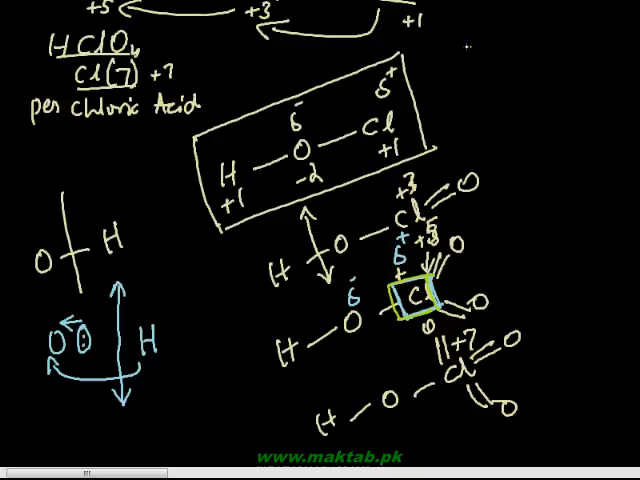 +5 +3 +1
HClO4
Cl(7) +7
per Chloric Acid
δ- δ+
H O Cl
+1 -2 +1
+3
H O Cl O
O H
+5
δ- δ+
H O Cl O O
O O H
+7
O
H O Cl O O
www.maktab.pk